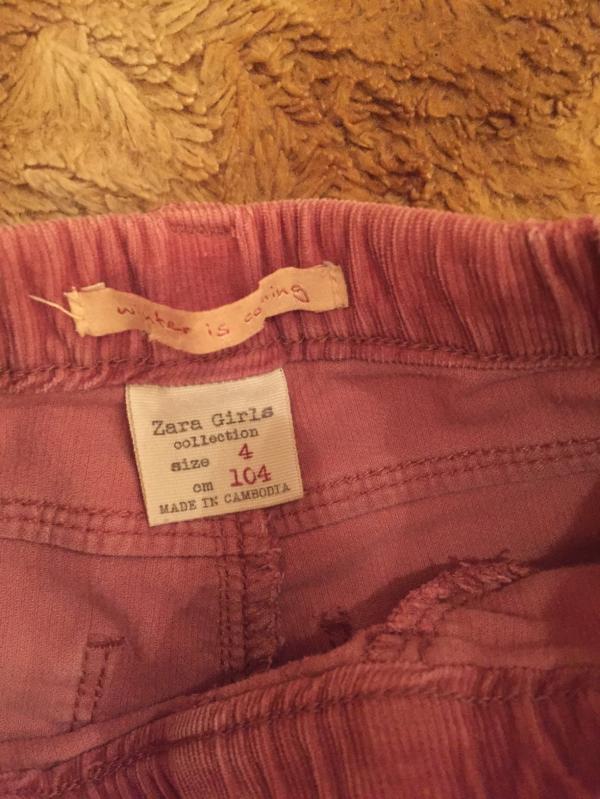 winter is coming
Zara Girls
collection
size 4
cm 104
MADE IN CAMBODIA